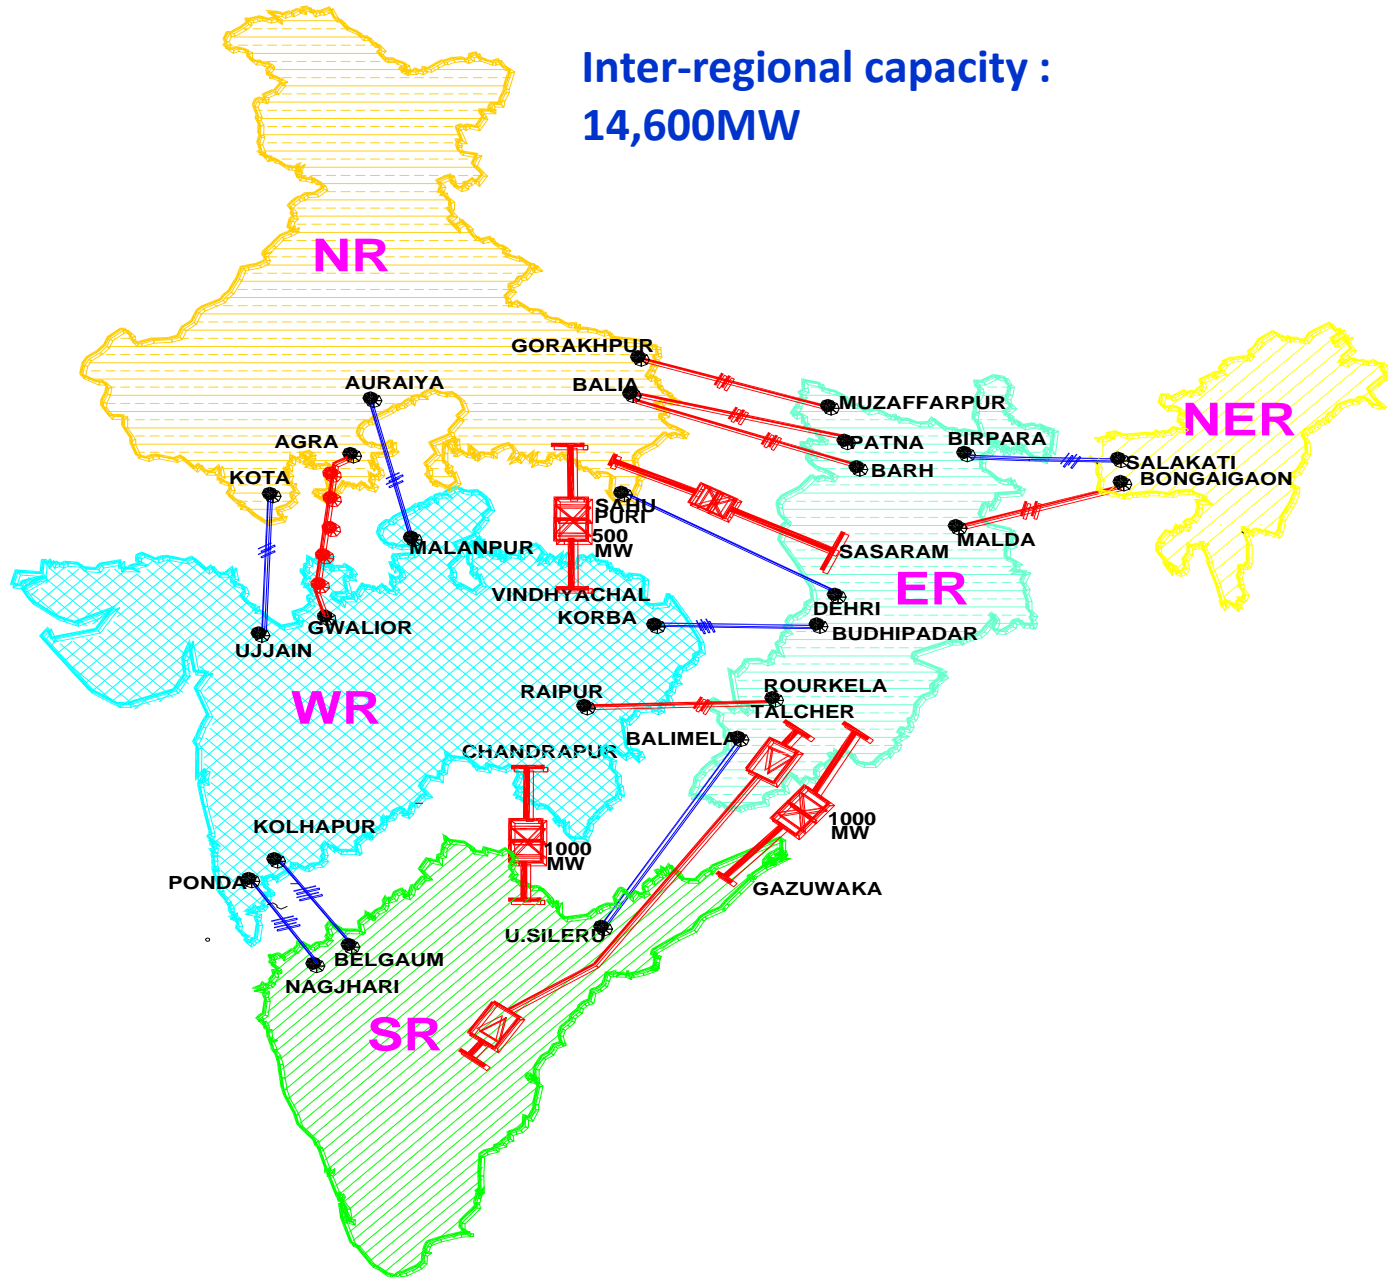 Inter-regional capacity :
14,600MW
NR
GORAKHPUR
AURAIYA
BALIA
MUZAFFARPUR
NER
AGRA
PATNA
BIRPARA
KOTA
BARH
SALAKATI
BONGAIGAON
SAHU
PURI
500
MW
MALANPUR
MALDA
SASARAM
VINDHYACHAL
ER
DEHRI
KORBA
BUDHIPADAR
GWALIOR
UJJAIN
WR
RAIPUR
ROURKELA
TALCHER
BALIMELA
CHANDRAPUR
1000
MW
KOLHAPUR
1000
MW
PONDA
GAZUWAKA
U.SILERU
BELGAUM
NAGJHARI
SR